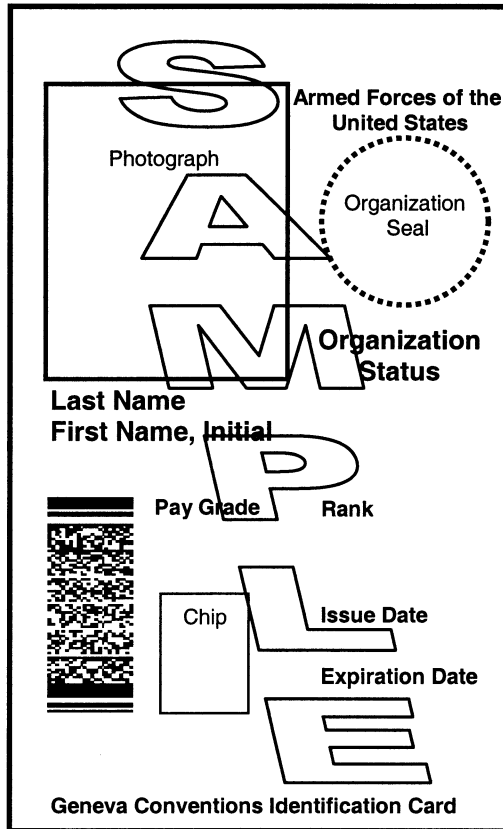 SAMPLE
Armed Forces of the
United States
Photograph
Organization
Seal
Organization
Status
Last Name
First Name, Initial
Pay Grade
Rank
Chip
Issue Date
Expiration Date
Geneva Conventions Identification Card